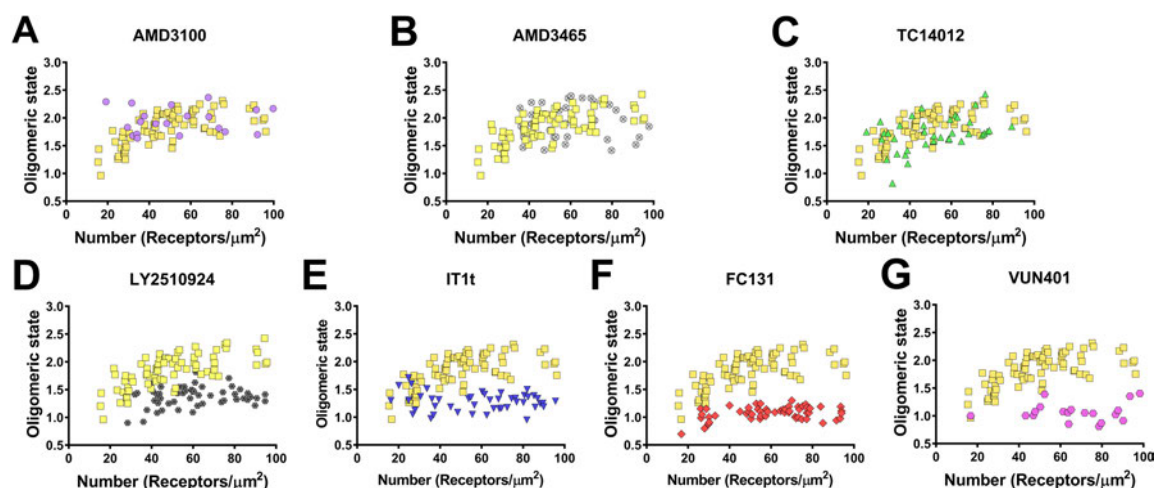 A
AMD3100
3.0
2.5
2.0
1.5
1.0
0.5
Oligomeric state
0 20 40 60 80 100
Number (Receptors/μm²)
B
AMD3465
3.0
2.5
2.0
1.5
1.0
0.5
Oligomeric state
0 20 40 60 80 100
Number (Receptors/μm²)
C
TC14012
3.0
2.5
2.0
1.5
1.0
0.5
Oligomeric state
0 20 40 60 80 100
Number (Receptors/μm²)
D
LY2510924
3.0
2.5
2.0
1.5
1.0
0.5
Oligomeric state
0 20 40 60 80 100
Number (Receptors/μm²)
E
IT1t
3.0
2.5
2.0
1.5
1.0
0.5
Oligomeric state
0 20 40 60 80 100
Number (Receptors/μm²)
F
FC131
3.0
2.5
2.0
1.5
1.0
0.5
Oligomeric state
0 20 40 60 80 100
Number (Receptors/μm²)
G
VUN401
3.0
2.5
2.0
1.5
1.0
0.5
Oligomeric state
0 20 40 60 80 100
Number (Receptors/μm²)